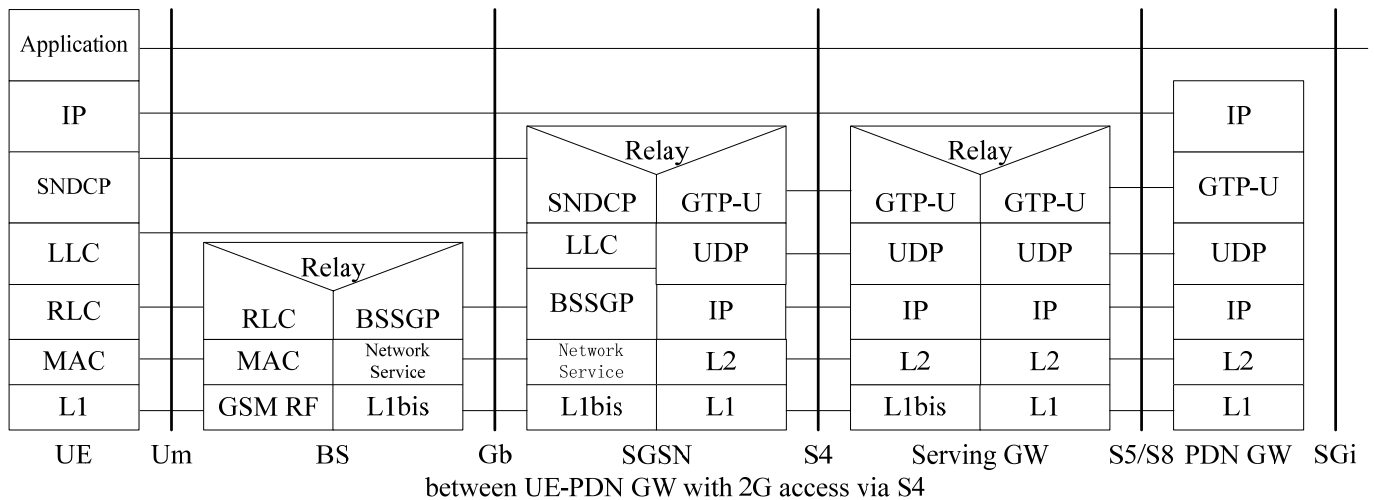 Application
IP
IP
Relay
Relay
SNDCP
GTP-U
SNDCP
GTP-U
GTP-U
GTP-U
LLC
LLC
UDP
UDP
UDP
UDP
Relay
RLC
BSSGP
RLC
BSSGP
IP
IP
IP
IP
MAC
MAC
Network
Service
Network
Service
L2
L2
L2
L2
L1
GSM RF
L1bis
L1bis
L1
L1bis
L1
L1
UE
Um
BS
Gb
SGSN
S4
Serving GW
S5/S8
PDN GW
SGi
between UE-PDN GW with 2G access via S4